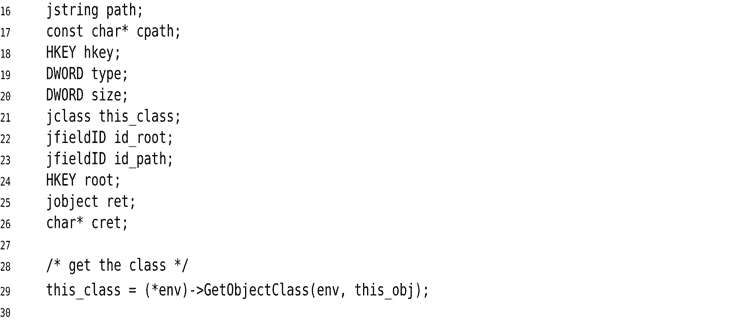 16 jstring path;
17 const char* cpath;
18 HKEY hkey;
19 DWORD type;
20 DWORD size;
21 jclass this_class;
22 jfieldID id_root;
23 jfieldID id_path;
24 HKEY root;
25 jobject ret;
26 char* cret;
27
28 /* get the class */
29 this_class = (*env)->GetObjectClass(env, this_obj);
30